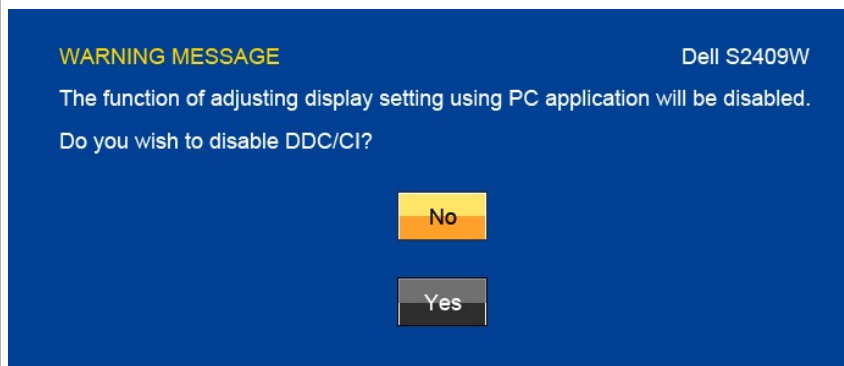 WARNING MESSAGE Dell S2409W
The function of adjusting display setting using PC application will be disabled.
Do you wish to disable DDC/CI?
No
Yes